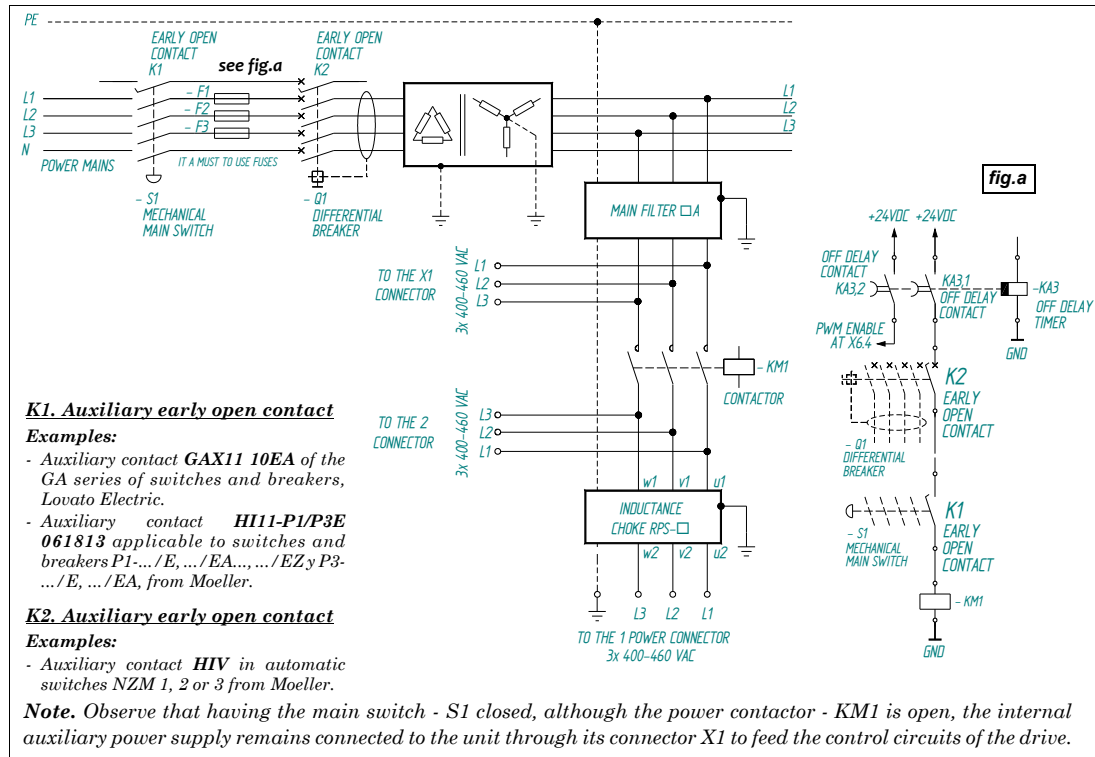 PE
EARLY OPEN
CONTACT
K1
see fig.a
EARLY OPEN
CONTACT
K2
L1
L2
L3
N
- F1
- F2
- F3
POWER MAINS
IT A MUST TO USE FUSES
- S1
MECHANICAL
MAIN SWITCH
- Q1
DIFFERENTIAL
BREAKER
L1
L2
L3
MAIN FILTER □ A
TO THE X1
CONNECTOR
3x 400-460 VAC
L1
L2
L3
- KM1
CONTACTOR
TO THE 2
CONNECTOR
3x 400-460 VAC
L3
L2
L1
w1 v1 u1
INDUCTANCE
CHOKE RPS-□
w2 v2 u2
L3 L2 L1
TO THE 1 POWER CONNECTOR
3x 400-460 VAC
fig.a
+24VDC +24VDC
OFF DELAY
CONTACT
KA3,2
KA3,1
OFF DELAY
CONTACT
-KA3
OFF DELAY
TIMER
GND
PWM ENABLE
AT X6.4
K2
EARLY
OPEN
CONTACT
- Q1
DIFFERENTIAL
BREAKER
K1
EARLY
OPEN
CONTACT
- S1
MECHANICAL
MAIN SWITCH
- KM1
GND
K1. Auxiliary early open contact
Examples:
- Auxiliary contact GAX11 10EA of the
GA series of switches and breakers,
Lovato Electric.
- Auxiliary contact HI11-P1/P3E
061813 applicable to switches and
breakers P1-.../E, .../EA..., .../EZ y P3-
.../E, .../EA, from Moeller.
K2. Auxiliary early open contact
Examples:
- Auxiliary contact HIV in automatic
switches NZM 1, 2 or 3 from Moeller.
Note. Observe that having the main switch - S1 closed, although the power contactor - KM1 is open, the internal
auxiliary power supply remains connected to the unit through its connector X1 to feed the control circuits of the drive.